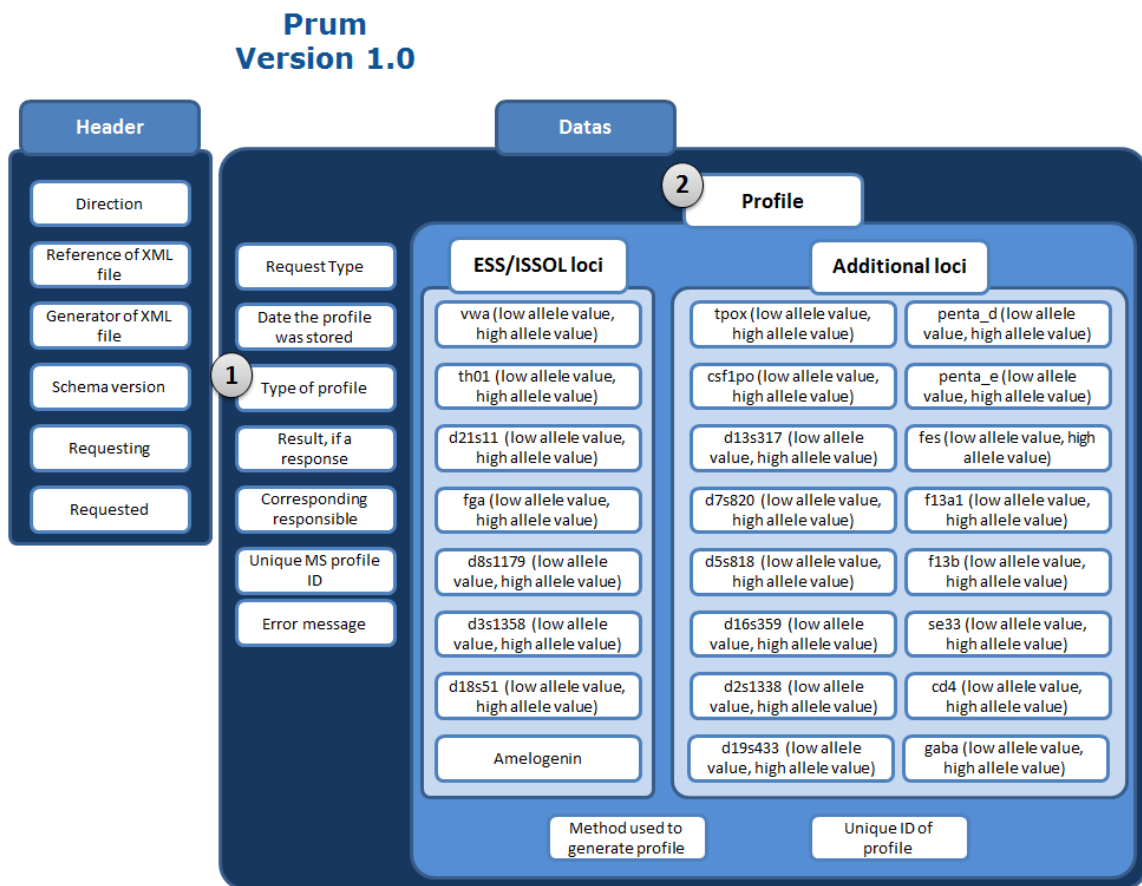 Prum
Version 1.0
Header
Direction
Reference of XML
file
Generator of XML
file
Schema version
Requesting
Requested
Datas
1
Request Type
Date the profile
was stored
Type of profile
Result, if a
response
Corresponding
responsible
Unique MS profile
ID
Error message
2
Profile
ESS/ISSOL loci
vwa (low allele value,
high allele value)
th01 (low allele value,
high allele value)
d21s11 (low allele value,
high allele value)
fga (low allele value,
high allele value)
d8s1179 (low allele
value, high allele value)
d3s1358 (low allele
value, high allele value)
d18s51 (low allele value,
high allele value)
Amelogenin
Additional loci
tpox (low allele value,
high allele value)
csf1po (low allele value,
high allele value)
d13s317 (low allele
value, high allele value)
d7s820 (low allele value,
high allele value)
d5s818 (low allele value,
high allele value)
d16s359 (low allele
value, high allele value)
d2s1338 (low allele
value, high allele value)
d19s433 (low allele
value, high allele value)
penta_d (low allele
value, high allele value)
penta_e (low allele
value, high allele value)
fes (low allele value, high
allele value)
f13a1 (low allele value,
high allele value)
f13b (low allele value,
high allele value)
se33 (low allele value,
high allele value)
cd4 (low allele value,
high allele value)
gaba (low allele value,
high allele value)
Method used to
generate profile
Unique ID of
profile